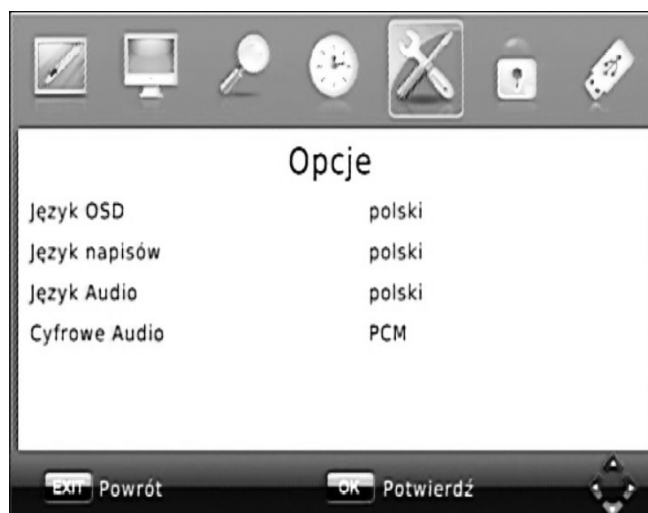 Opcje
Język OSD polski
Język napisów polski
Język Audio polski
Cyfrowe Audio PCM
EXIT Powrót OK Potwierdź